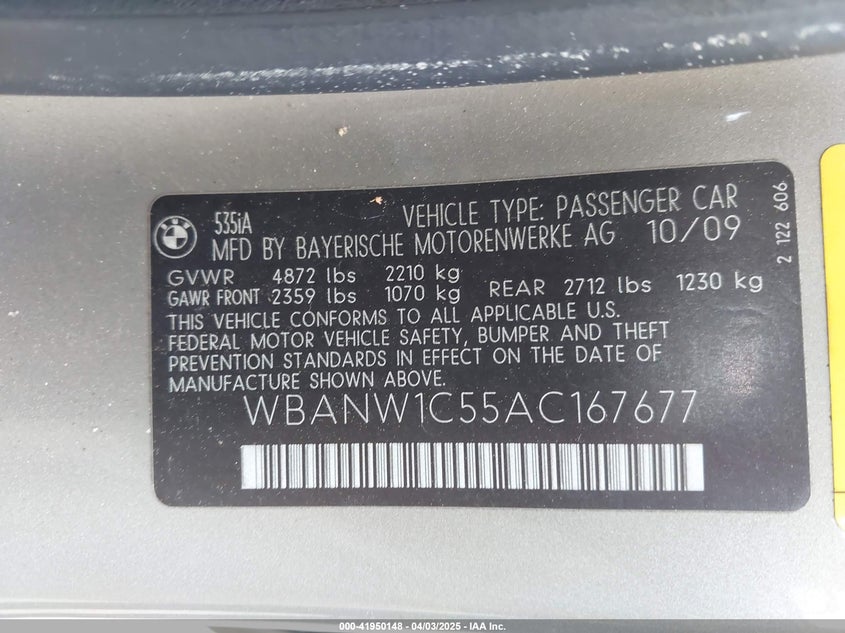 535iA VEHICLE TYPE: PASSENGER CAR
MFD BY BAYERISCHE MOTORENWERKE AG 10/09
GVWR 4872 lbs 2210 kg
GAWR FRONT 2359 lbs 1070 kg REAR 2712 lbs 1230 kg
THIS VEHICLE CONFORMS TO ALL APPLICABLE U.S.
FEDERAL MOTOR VEHICLE SAFETY, BUMPER AND THEFT
PREVENTION STANDARDS IN EFFECT ON THE DATE OF
MANUFACTURE SHOWN ABOVE.
WBANW1C55AC167677
2 122 606
000-41950148 - 04/03/2025 - IAA Inc.